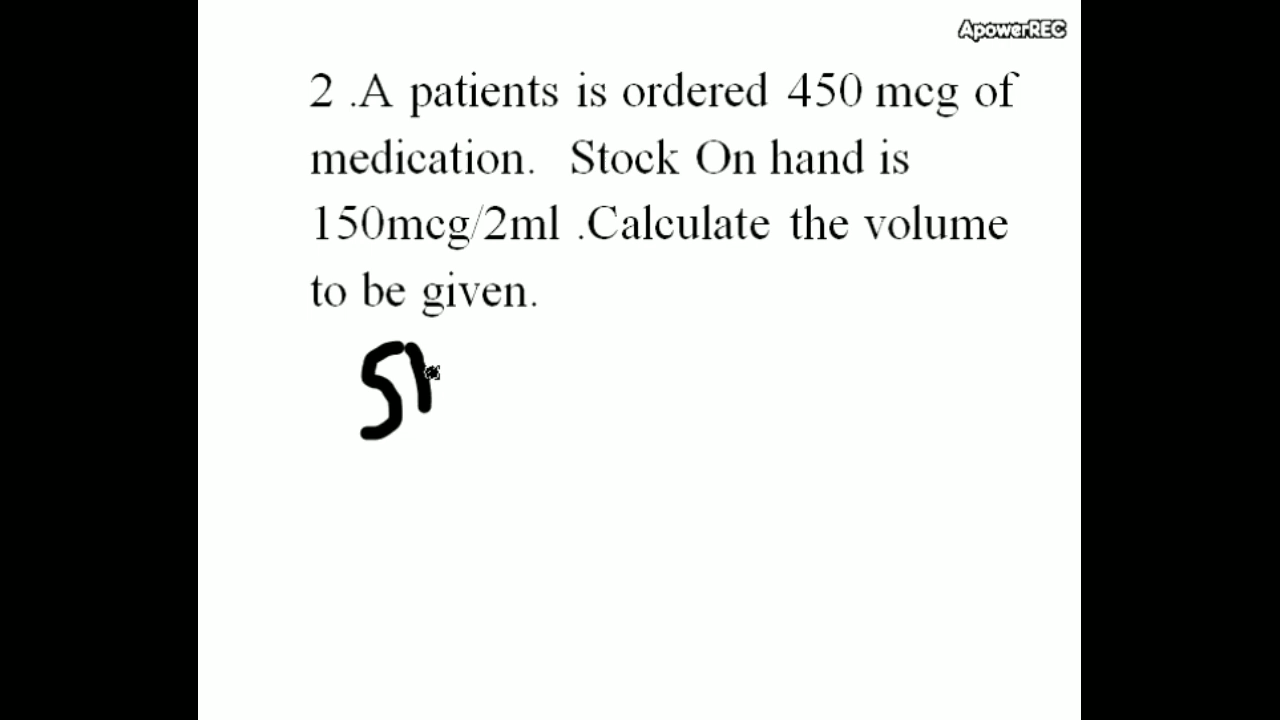 ApowerREC
2 .A patients is ordered 450 mcg of
medication. Stock On hand is
150mcg/2ml .Calculate the volume
to be given.